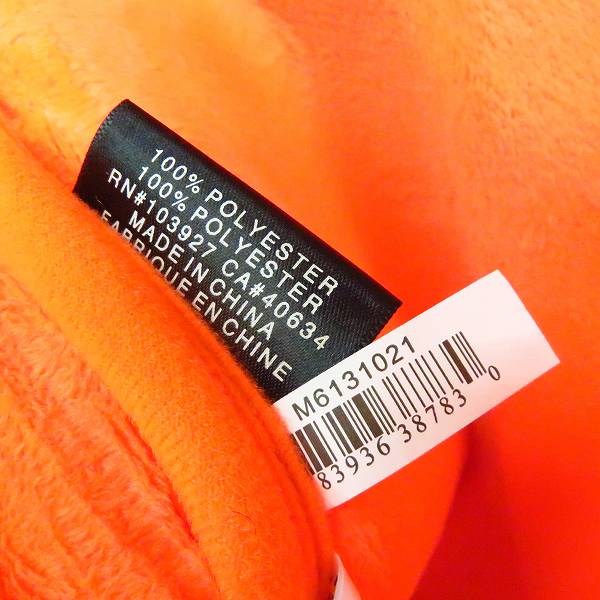 100% POLYESTER
100% POLYESTER
RN#103927 CA#40634
MADE IN CHINA
FABRIQUE EN CHINE
M6131021
83936 38783 0